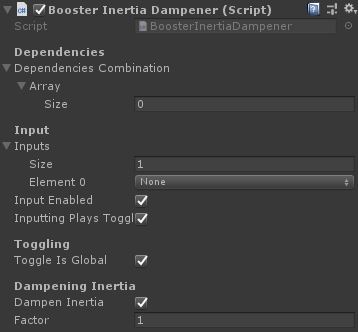 Booster Inertia Dampener (Script)
Script BoosterInertiaDampener
Dependencies
Dependencies Combination
Array
Size 0
Input
Inputs
Size 1
Element 0 None
Input Enabled
Inputting Plays Toggl
Toggling
Toggle Is Global
Dampening Inertia
Dampen Inertia
Factor 1